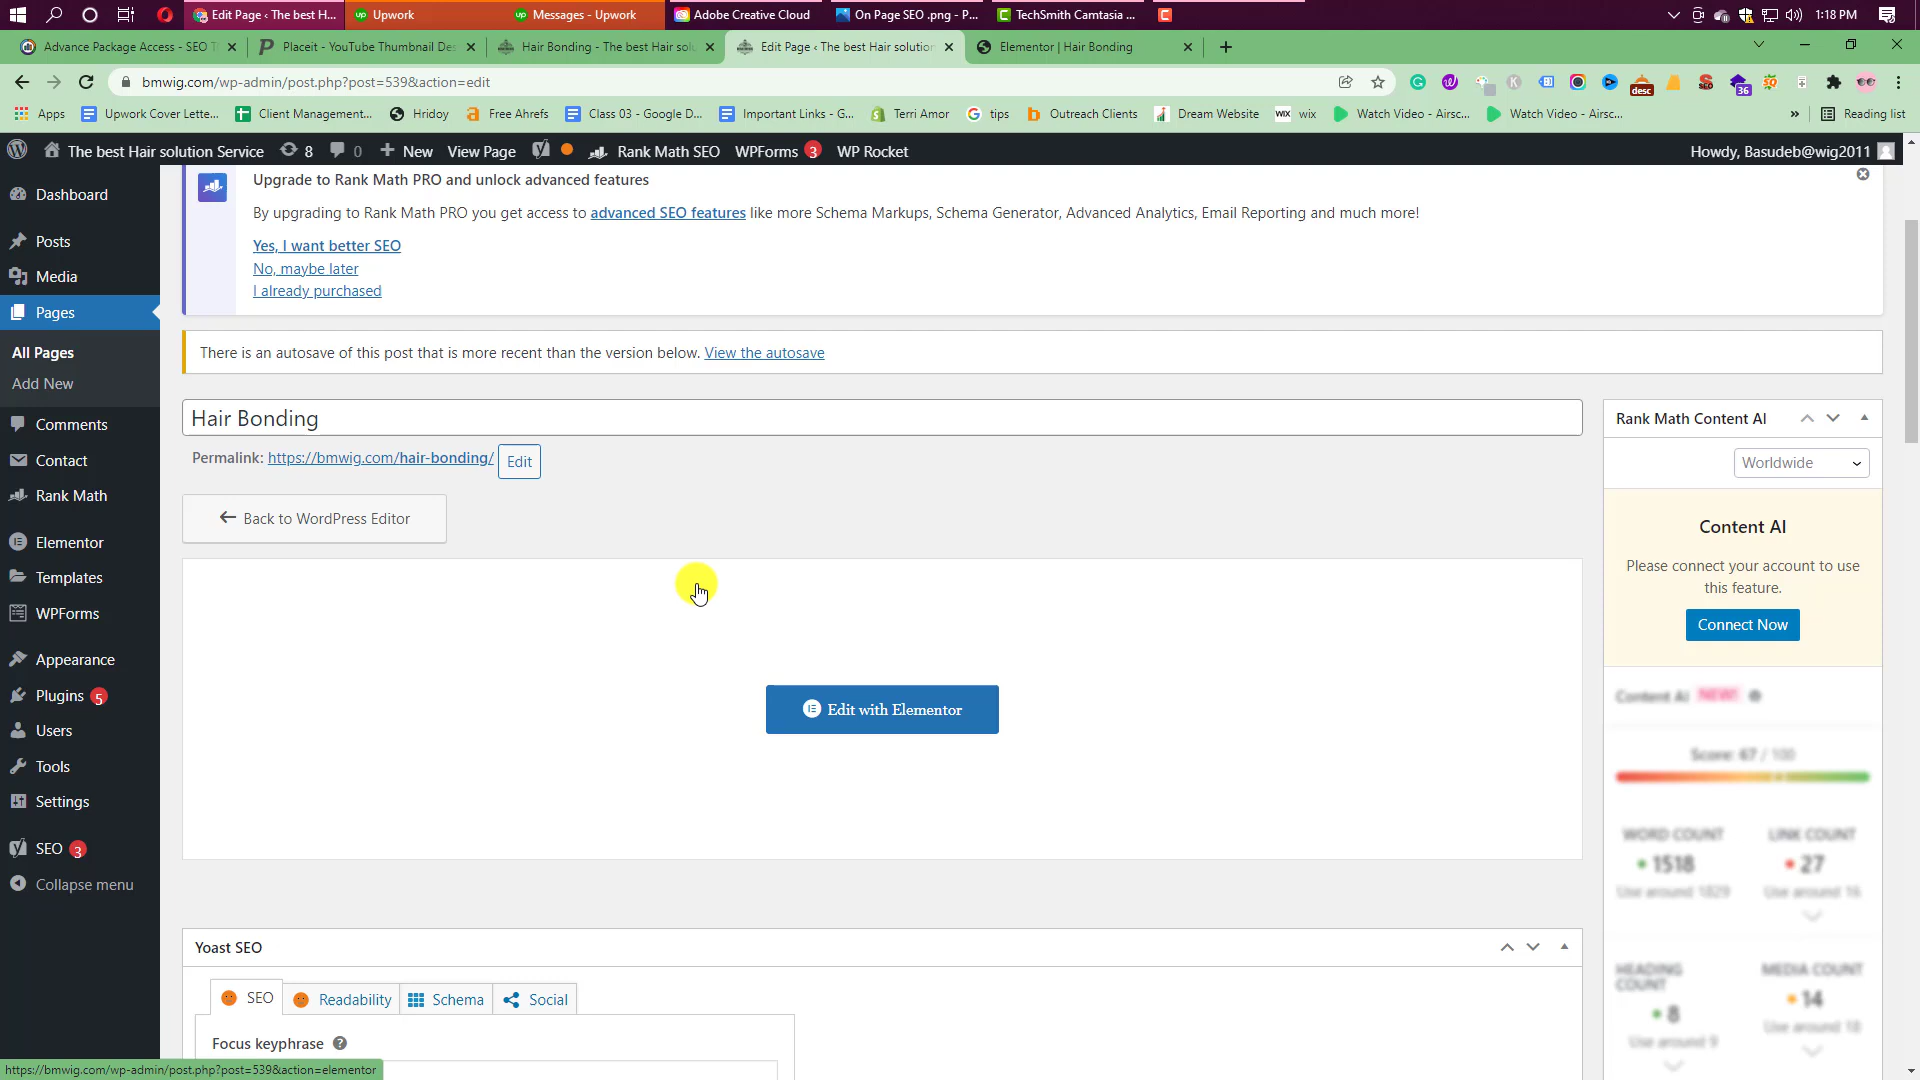 Edit Page ‹ The best H...
Upwork
Messages - Upwork
Adobe Creative Cloud
On Page SEO .png - P...
TechSmith Camtasia ...
1:18 PM
Advance Package Access - SEO T
Placeit - YouTube Thumbnail Des
Hair Bonding - The best Hair solu
Edit Page ‹ The best Hair solution
Elementor | Hair Bonding
bmwig.com/wp-admin/post.php?post=539&action=edit
desc
36
Apps
Upwork Cover Lette...
Client Management...
Hridoy
Free Ahrefs
Class 03 - Google D...
Important Links - G...
Terri Amor
tips
Outreach Clients
Dream Website
WIX wix
Watch Video - Airsc...
Watch Video - Airsc...
»
Reading list
The best Hair solution Service
8
0
New
View Page
Rank Math SEO
WPForms 3
WP Rocket
Howdy, Basudeb@wig2011
Dashboard
Posts
Media
Pages
All Pages
Add New
Comments
Contact
Rank Math
Elementor
Templates
WPForms
Appearance
Plugins 5
Users
Tools
Settings
SEO 3
Collapse menu
Upgrade to Rank Math PRO and unlock advanced features
By upgrading to Rank Math PRO you get access to advanced SEO features like more Schema Markups, Schema Generator, Advanced Analytics, Email Reporting and much more!
Yes, I want better SEO
No, maybe later
I already purchased
There is an autosave of this post that is more recent than the version below. View the autosave
Hair Bonding
Permalink: https://bmwig.com/hair-bonding/ Edit
Back to WordPress Editor
Edit with Elementor
Yoast SEO
SEO
Readability
Schema
Social
Focus keyphrase
Rank Math Content AI
Worldwide
Content AI
Please connect your account to use
this feature.
Connect Now
Content AI NEW!
Score: 67 / 100
WORD COUNT
1518
Use around 1829
LINK COUNT
27
Use around 16
HEADING
COUNT
8
Use around 9
MEDIA COUNT
14
Use around 18
https://bmwig.com/wp-admin/post.php?post=539&action=elementor